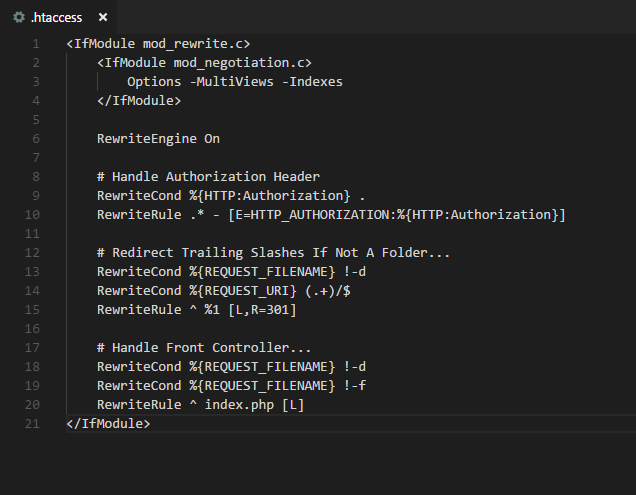 .htaccess ×
1 <IfModule mod_rewrite.c>
2     <IfModule mod_negotiation.c>
3         Options -MultiViews -Indexes
4     </IfModule>
5
6     RewriteEngine On
7
8     # Handle Authorization Header
9     RewriteCond %{HTTP:Authorization} .
10     RewriteRule .* - [E=HTTP_AUTHORIZATION:%{HTTP:Authorization}]
11
12     # Redirect Trailing Slashes If Not A Folder...
13     RewriteCond %{REQUEST_FILENAME} !-d
14     RewriteCond %{REQUEST_URI} (.+)/$
15     RewriteRule ^ %1 [L,R=301]
16
17     # Handle Front Controller...
18     RewriteCond %{REQUEST_FILENAME} !-d
19     RewriteCond %{REQUEST_FILENAME} !-f
20     RewriteRule ^ index.php [L]
21 </IfModule>